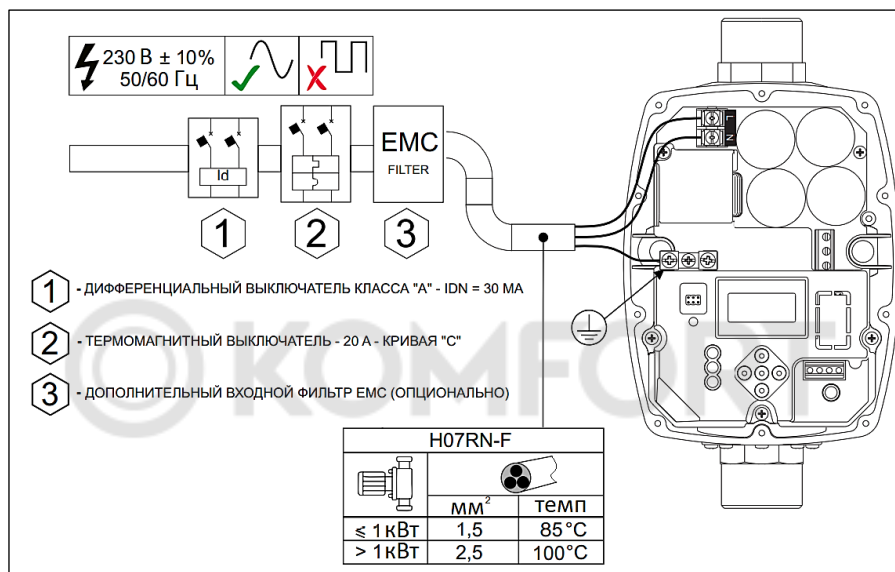 230 В ± 10%
50/60 Гц
Id
EMC
FILTER
L
N
1
2
3
1 - ДИФФЕРЕНЦИАЛЬНЫЙ ВЫКЛЮЧАТЕЛЬ КЛАССА "А" - IDN = 30 МА
2 - ТЕРМОМАГНИТНЫЙ ВЫКЛЮЧАТЕЛЬ - 20 А - КРИВАЯ "С"
3 - ДОПОЛНИТЕЛЬНЫЙ ВХОДНОЙ ФИЛЬТР ЕМС (ОПЦИОНАЛЬНО)
KOMFORT
H07RN-F
мм² темп
⩽ 1кВт 1,5 85°C
> 1кВт 2,5 100°C